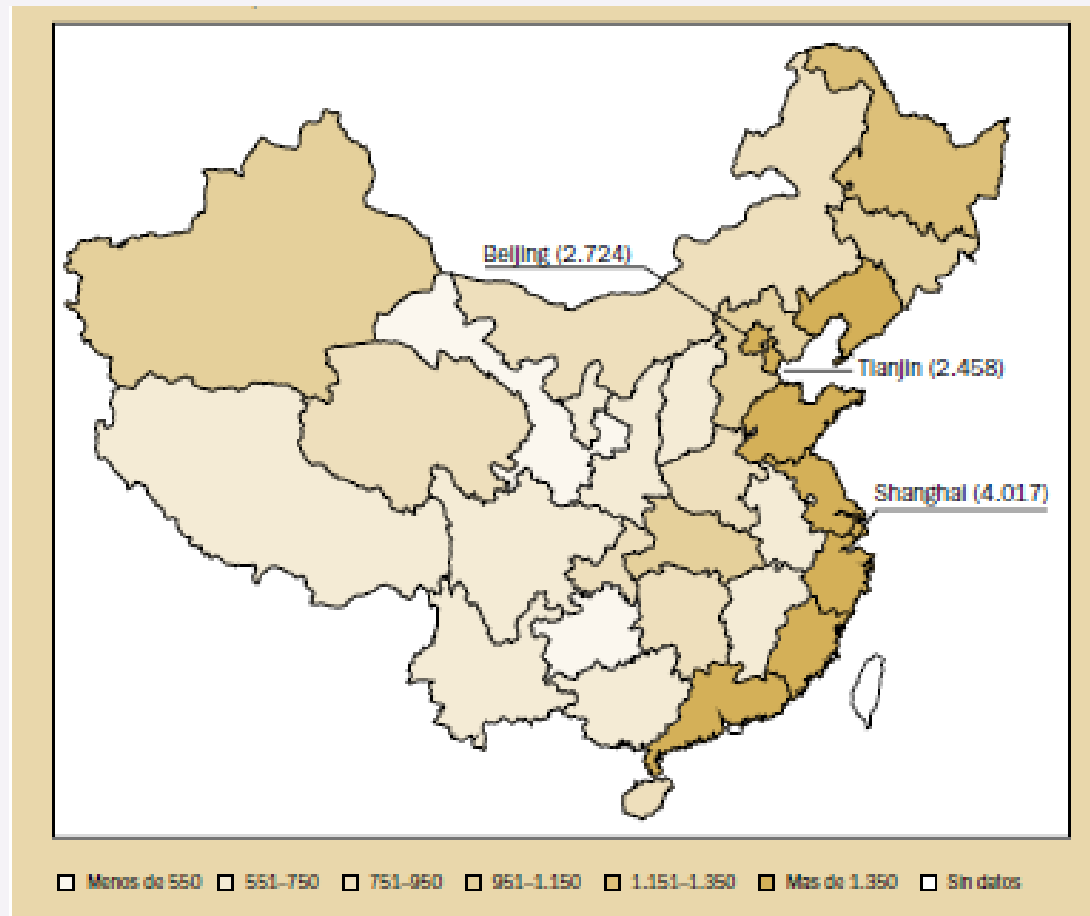 Beijing (2.724)
Tianjin (2.458)
Shanghai (4.017)
Menos de 550
551–750
751–950
951–1.150
1.151–1.350
Mas de 1.350
Sin datos